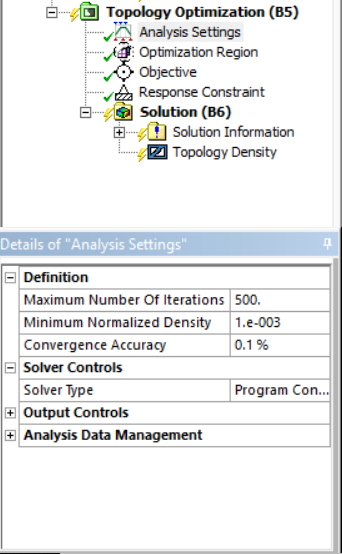 Topology Optimization (B5)
Analysis Settings
Optimization Region
Objective
Response Constraint
Solution (B6)
Solution Information
Topology Density
Details of "Analysis Settings"
Definition
Maximum Number Of Iterations 500.
Minimum Normalized Density 1.e-003
Convergence Accuracy 0.1 %
Solver Controls
Solver Type Program Con...
Output Controls
Analysis Data Management